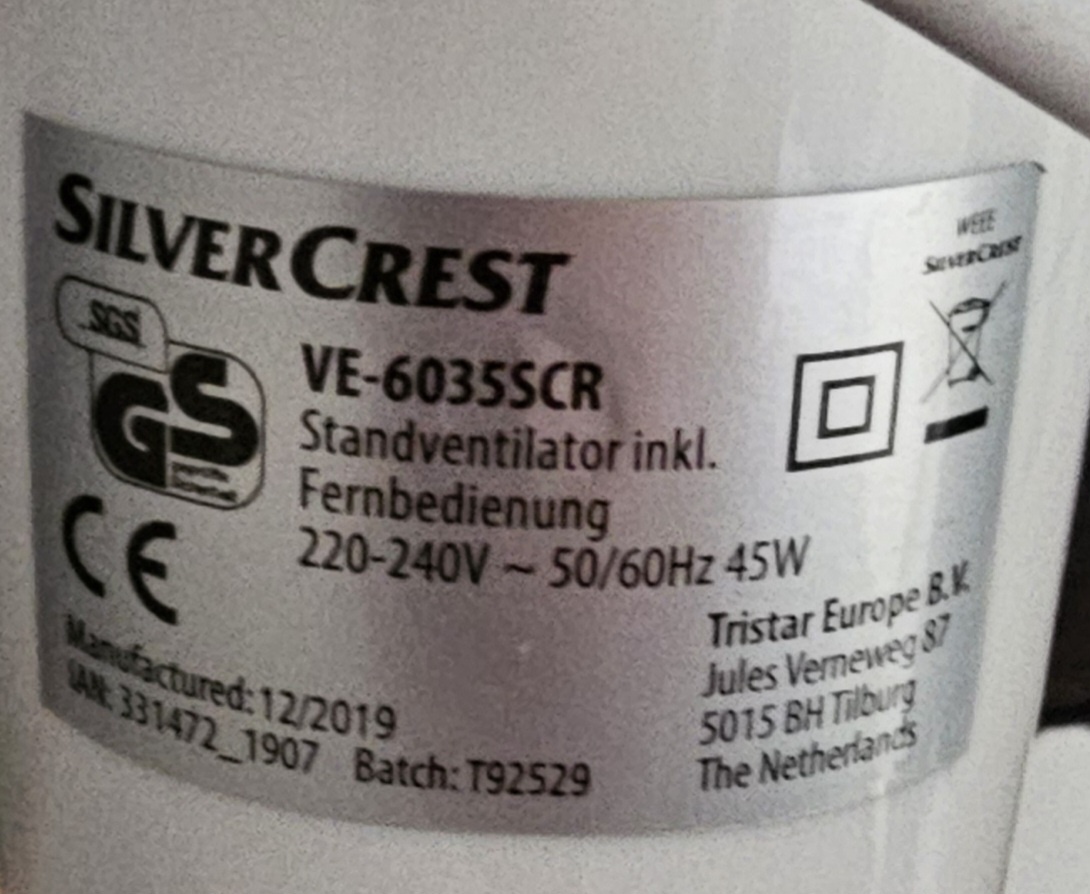 SILVERCREST
WEEE
SILVERCREST
SGS
GS
VE-6035SCR
Standventilator inkl.
Fernbedienung
220-240V ~ 50/60Hz 45W
CE
Tristar Europe B.V.
Jules Verneweg 87
5015 BH Tilburg
The Netherlands
Manufactured: 12/2019
IAN: 331472_1907 Batch: T92529